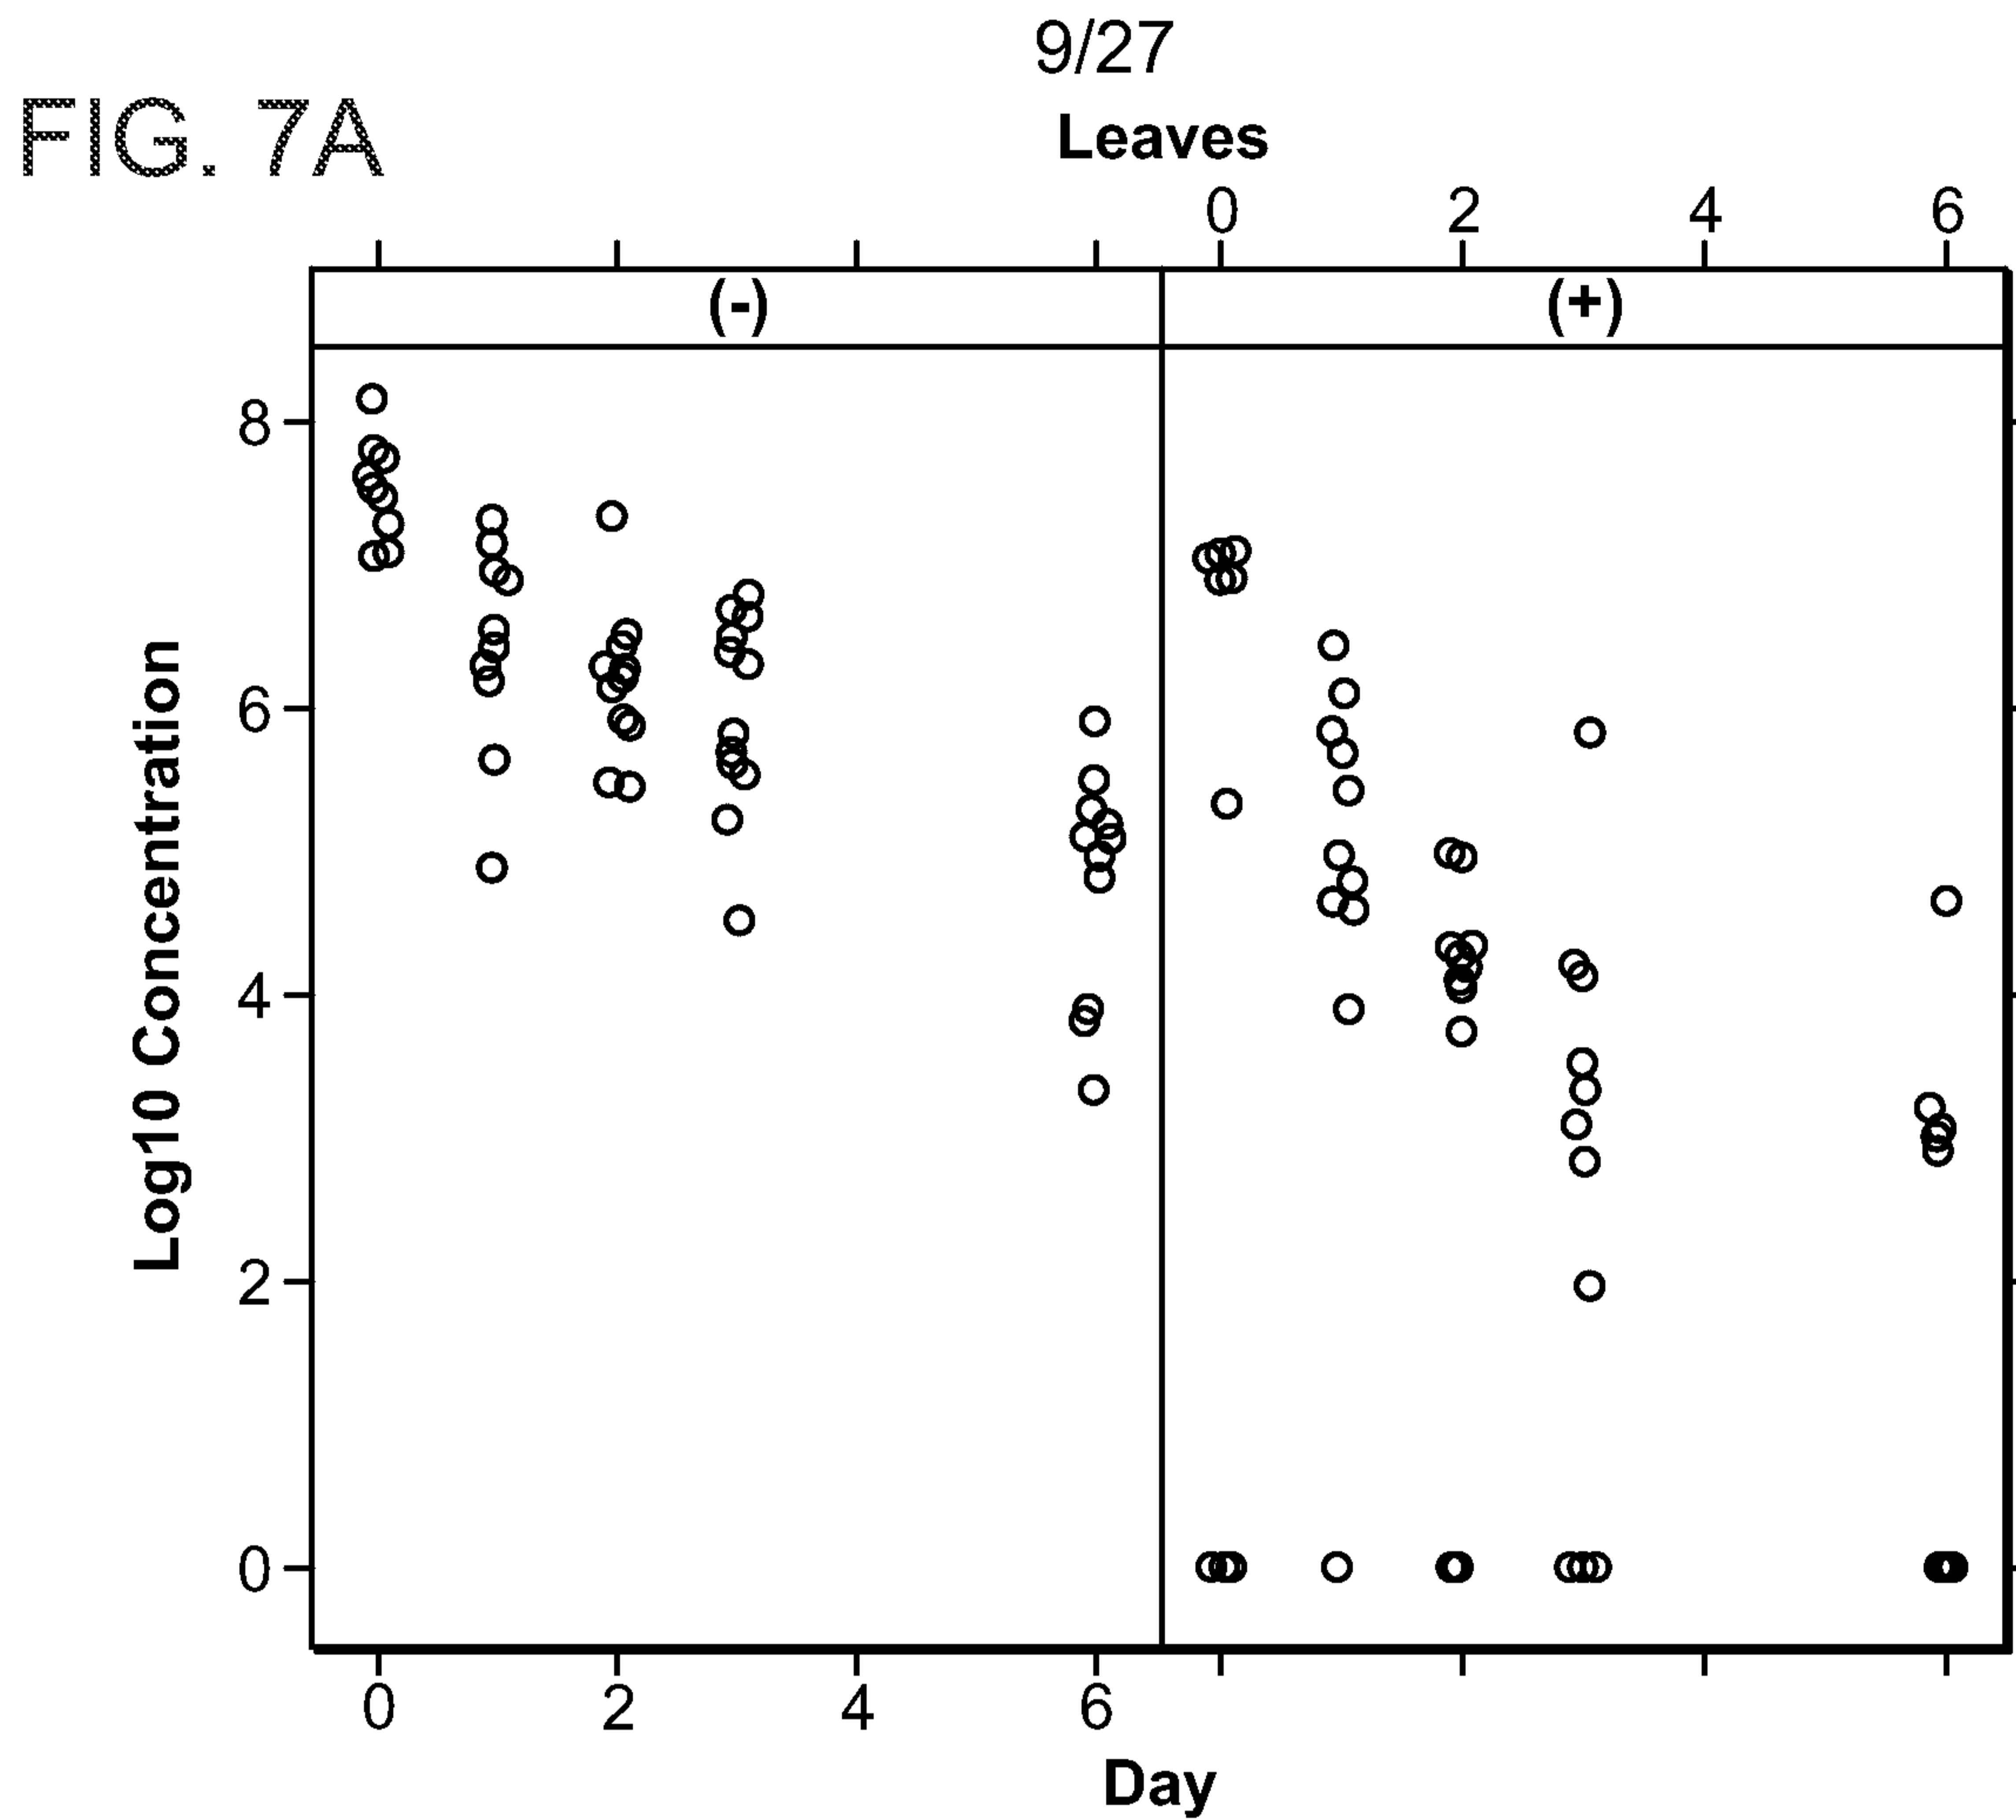 9/27
FIG. 7A
Leaves
0 2 4 6
(-) (+)
8
6
4
2
0
Log10 Concentration
0 2 4 6
Day